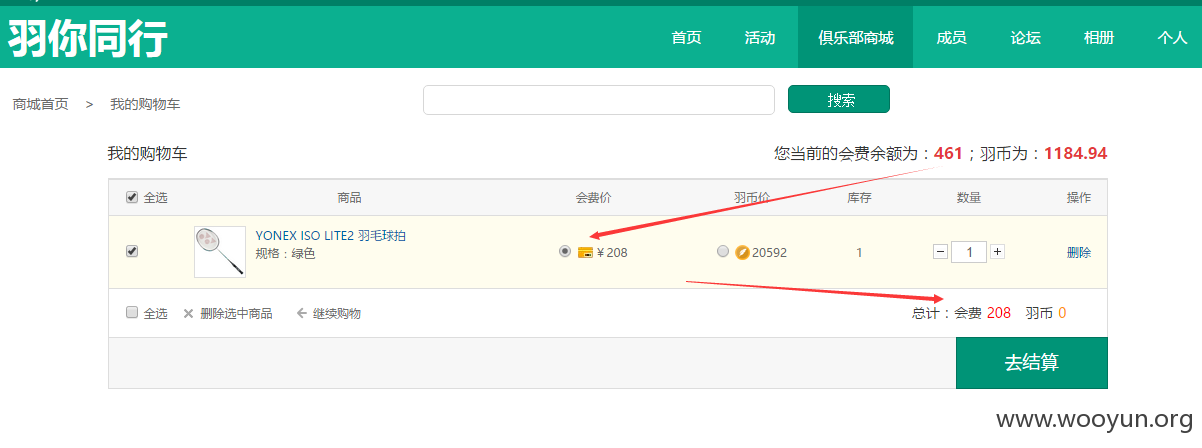 羽你同行
首页 活动 俱乐部商城 成员 论坛 相册 个人
商城首页 > 我的购物车 搜索
我的购物车 您当前的会费余额为：461；羽币为：1184.94
全选 商品 会费价 羽币价 库存 数量 操作
YONEX ISO LITE2 羽毛球拍
规格：绿色 ¥208 20592 1 - 1 + 删除
全选 × 删除选中商品 ← 继续购物 总计：会费 208 羽币 0
去结算
www.wooyun.org